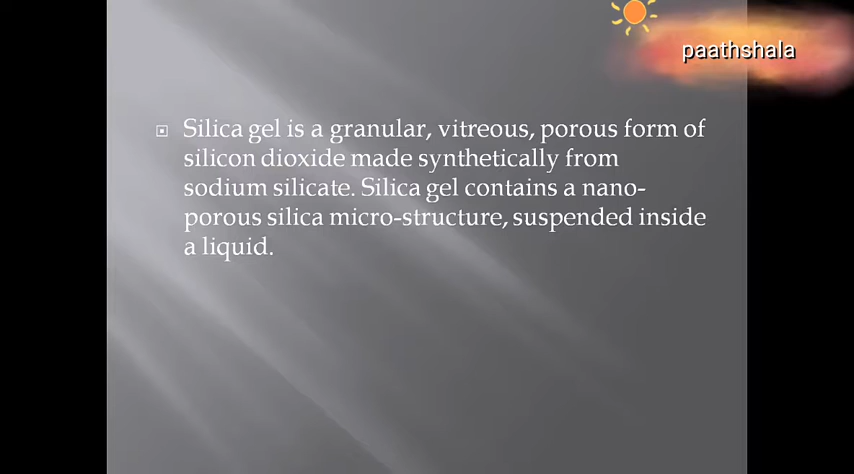 paathshala
Silica gel is a granular, vitreous, porous form of
silicon dioxide made synthetically from
sodium silicate. Silica gel contains a nano-
porous silica micro-structure, suspended inside
a liquid.